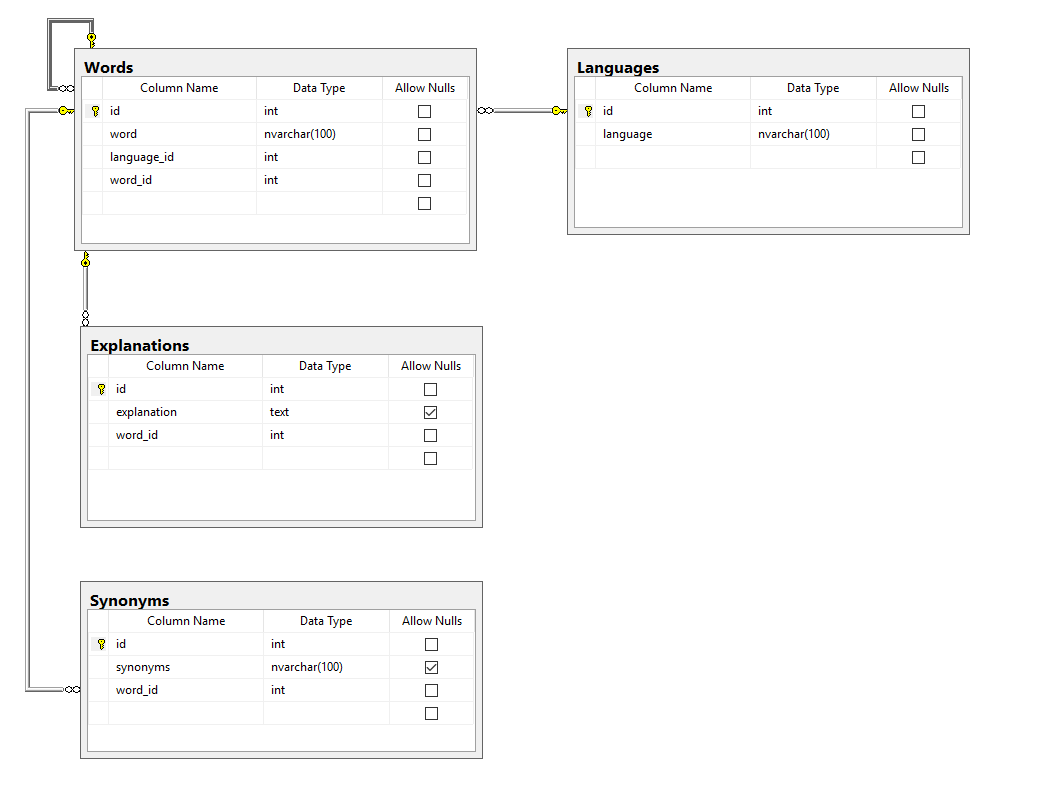 Words
Column Name Data Type Allow Nulls
id int
word nvarchar(100)
language_id int
word_id int
Languages
Column Name Data Type Allow Nulls
id int
language nvarchar(100)
Explanations
Column Name Data Type Allow Nulls
id int
explanation text
word_id int
Synonyms
Column Name Data Type Allow Nulls
id int
synonyms nvarchar(100)
word_id int